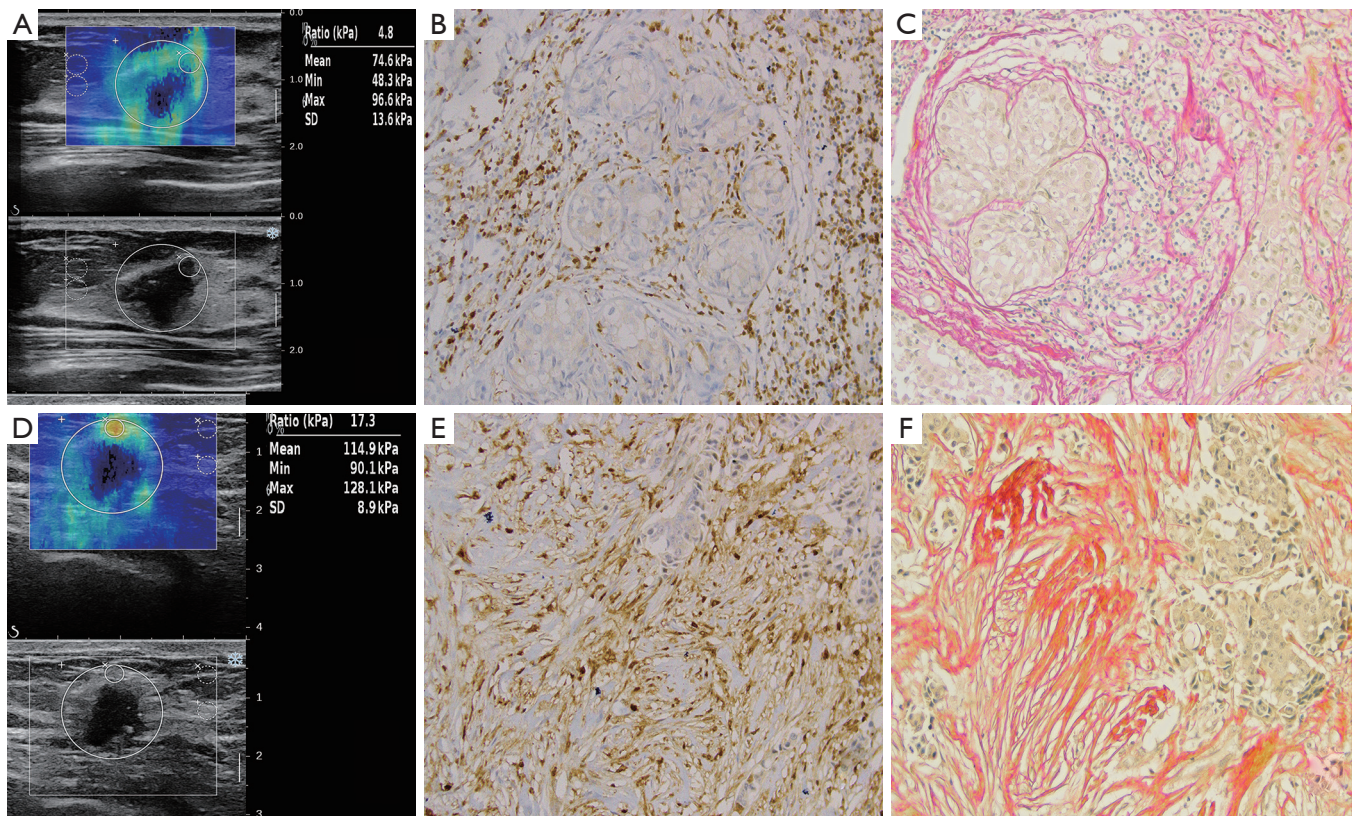 A
B
C
0.0
1.0
2.0
Ratio (kPa) 4.8
Mean 74.6 kPa
Min 48.3 kPa
Max 96.6 kPa
SD 13.6 kPa
0.0
1.0
2.0
D
E
F
1
2
3
4
Ratio (kPa) 17.3
Mean 114.9 kPa
Min 90.1 kPa
Max 128.1 kPa
SD 8.9 kPa
1
2
3